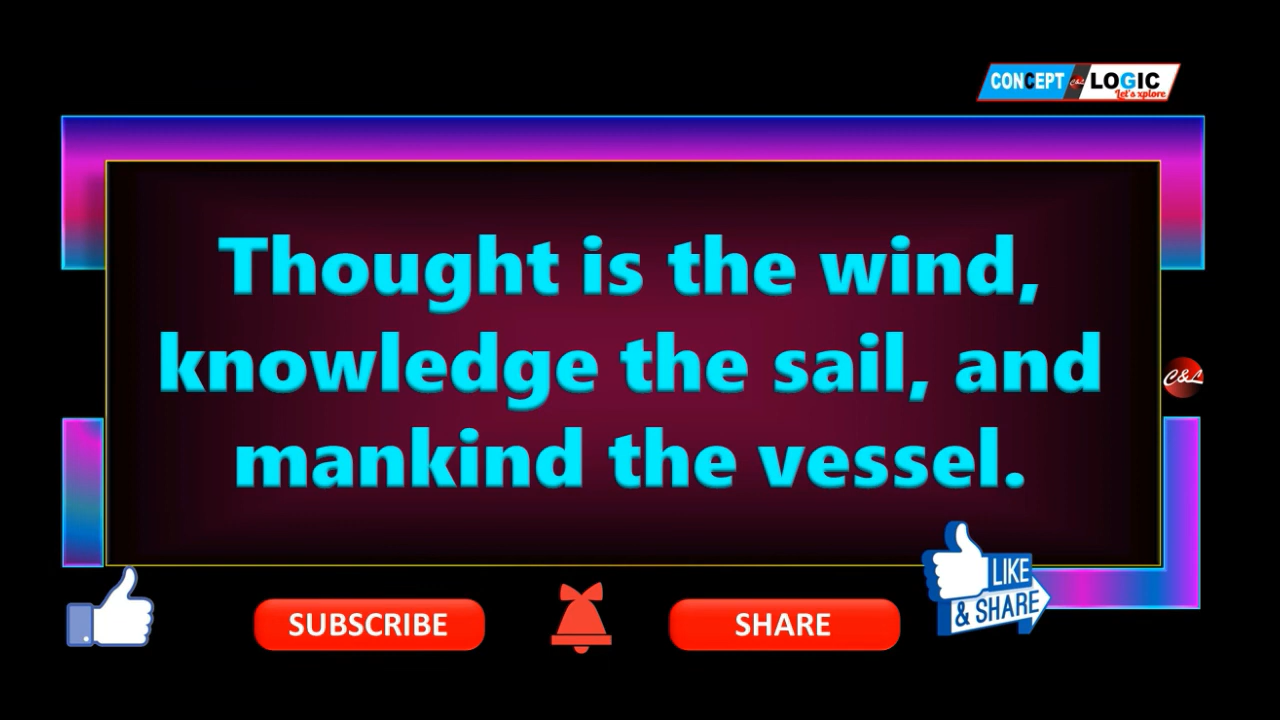 CONCEPT C&L LOGIC
Let's xplore
Thought is the wind,
knowledge the sail, and
mankind the vessel.
C&L
SUBSCRIBE
SHARE
LIKE
& SHARE